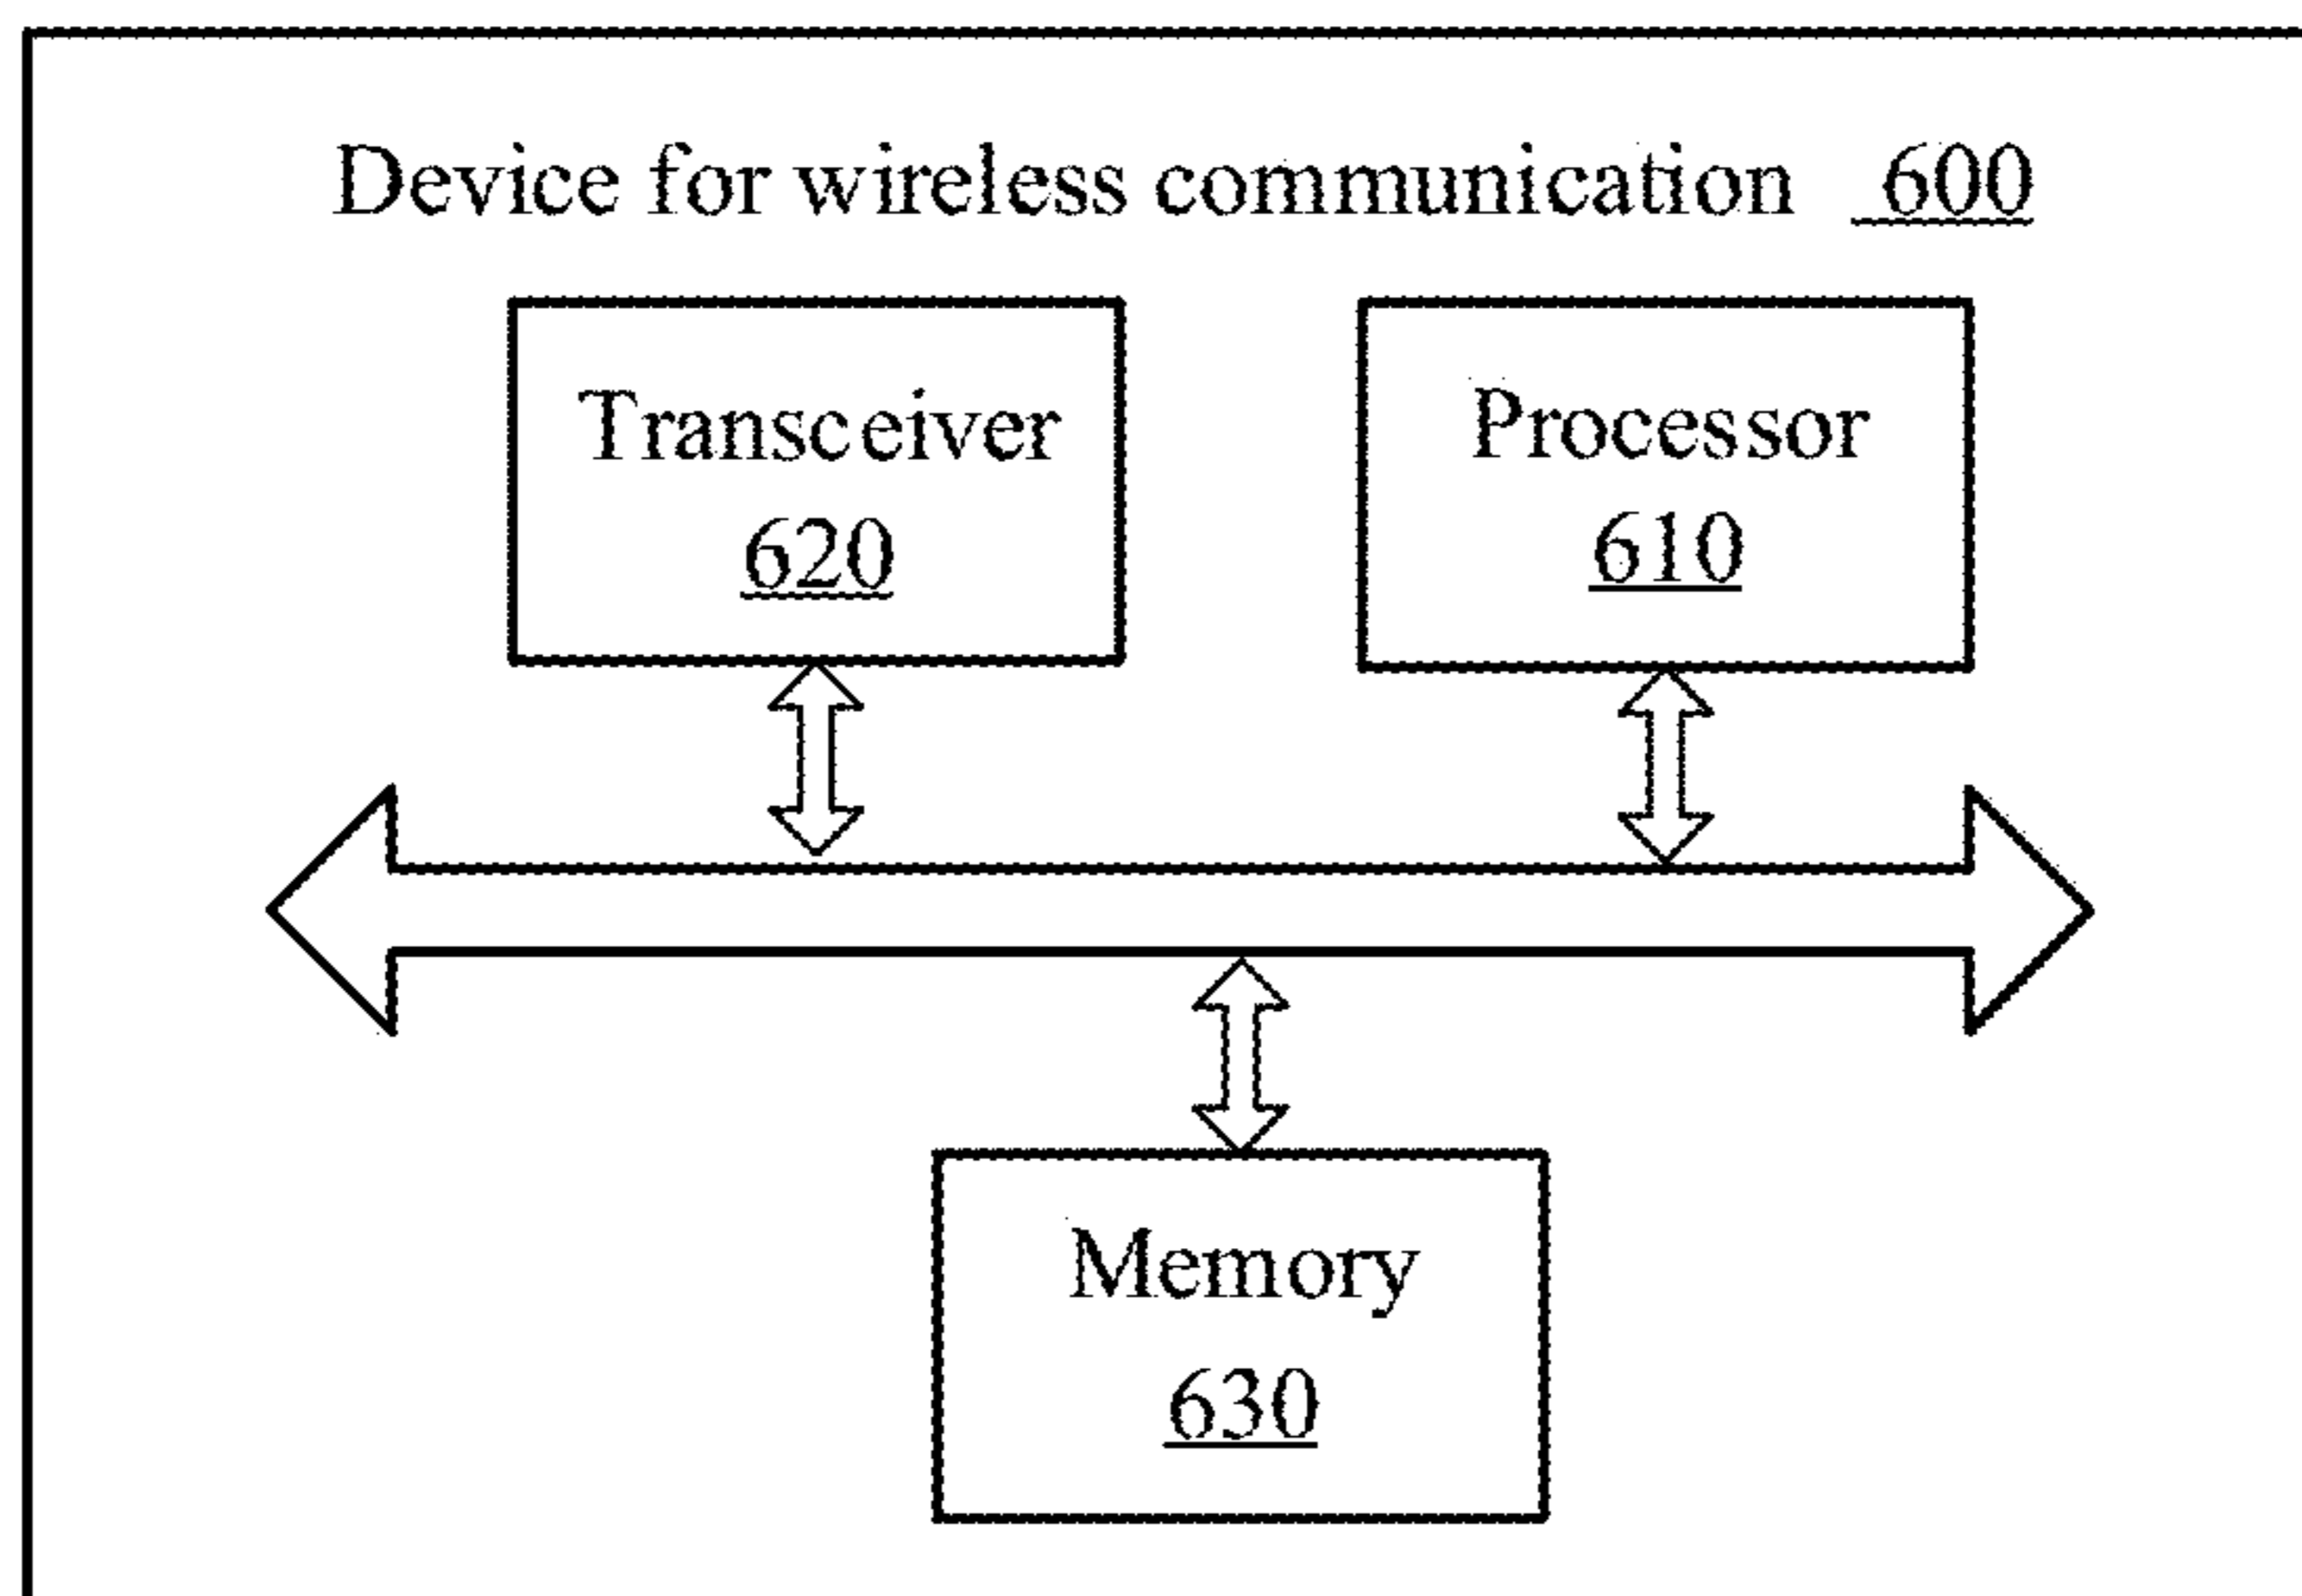 Device for wireless communication 600
Transceiver
620
Processor
610
Memory
630